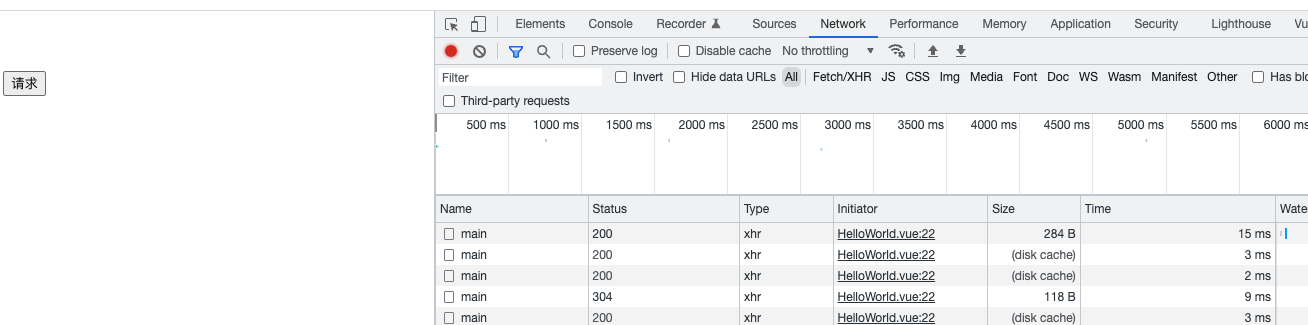 Elements Console Recorder Sources Network Performance Memory Application Security Lighthouse Vu
Preserve log Disable cache No throttling
请求
Filter Invert Hide data URLs All Fetch/XHR JS CSS Img Media Font Doc WS Wasm Manifest Other Has blo
Third-party requests
500 ms 1000 ms 1500 ms 2000 ms 2500 ms 3000 ms 3500 ms 4000 ms 4500 ms 5000 ms 5500 ms 6000 ms
Name Status Type Initiator Size Time Wate
main 200 xhr HelloWorld.vue:22 284 B 15 ms
main 200 xhr HelloWorld.vue:22 (disk cache) 3 ms
main 200 xhr HelloWorld.vue:22 (disk cache) 2 ms
main 304 xhr HelloWorld.vue:22 118 B 9 ms
main 200 xhr HelloWorld.vue:22 (disk cache) 3 ms